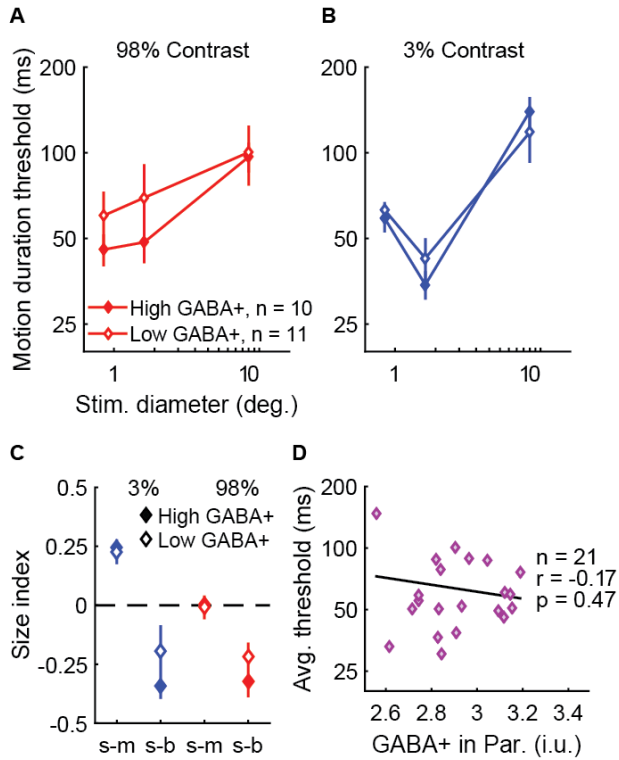 A
98% Contrast
Motion duration threshold (ms)
200
100
50
25
High GABA+, n = 10
Low GABA+, n = 11
1
10
Stim. diameter (deg.)
B
3% Contrast
200
100
50
25
1
10
C
Size index
0.5
0.25
0
-0.25
-0.5
3% 98%
High GABA+
Low GABA+
s-m s-b s-m s-b
D
Avg. threshold (ms)
200
100
50
25
n = 21
r = -0.17
p = 0.47
2.6 2.8 3 3.2 3.4
GABA+ in Par. (i.u.)